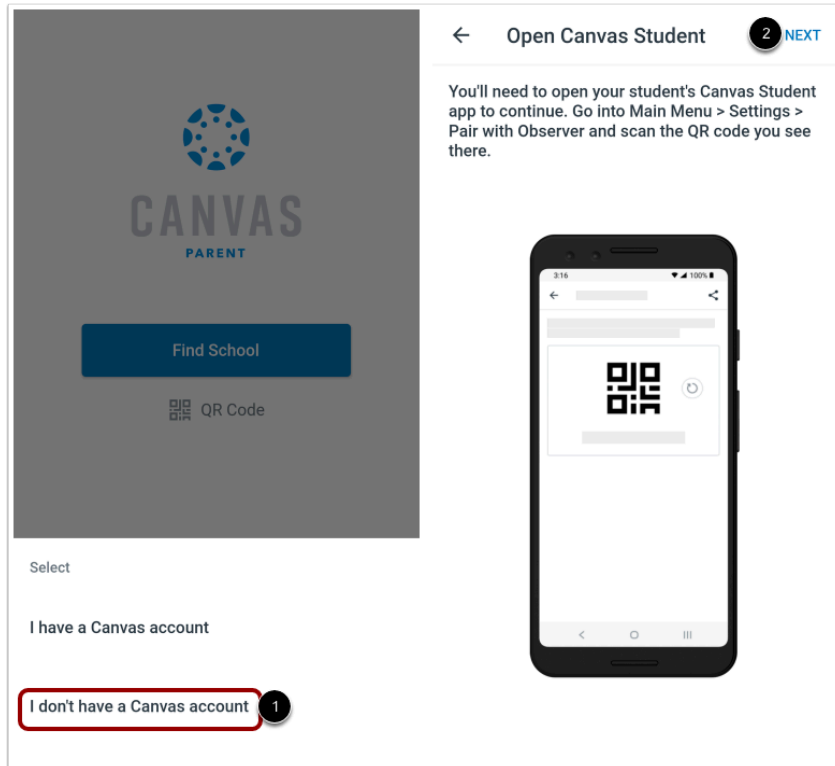 CANVAS
PARENT
Find School
QR Code
Select
I have a Canvas account
I don't have a Canvas account
1
Open Canvas Student
2
NEXT
You'll need to open your student's Canvas Student
app to continue. Go into Main Menu > Settings >
Pair with Observer and scan the QR code you see
there.
3:16
100%